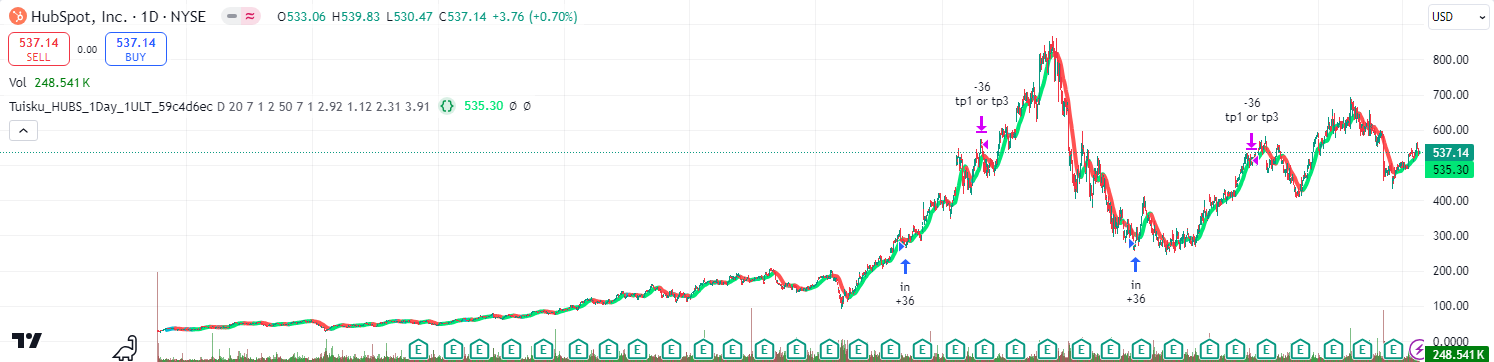 HubSpot, Inc. · 1D · NYSE O533.06 H539.83 L530.47 C537.14 +3.76 (+0.70%)
USD
537.14 0.00 537.14
SELL BUY
Vol 248.541 K
Tuisku_HUBS_1Day_1ULT_59c4d6ec D 20 7 1 2 50 7 1 2.92 1.12 2.31 3.91 {} 535.30 Ø Ø
800.00
700.00
600.00
537.14
535.30
400.00
300.00
200.00
100.00
0.0000
248.541 K
-36
tp1 or tp3
-36
tp1 or tp3
in
+36
in
+36
E E E E E E E E E E E E E E E E E E E E E E E E E E E E E E E E